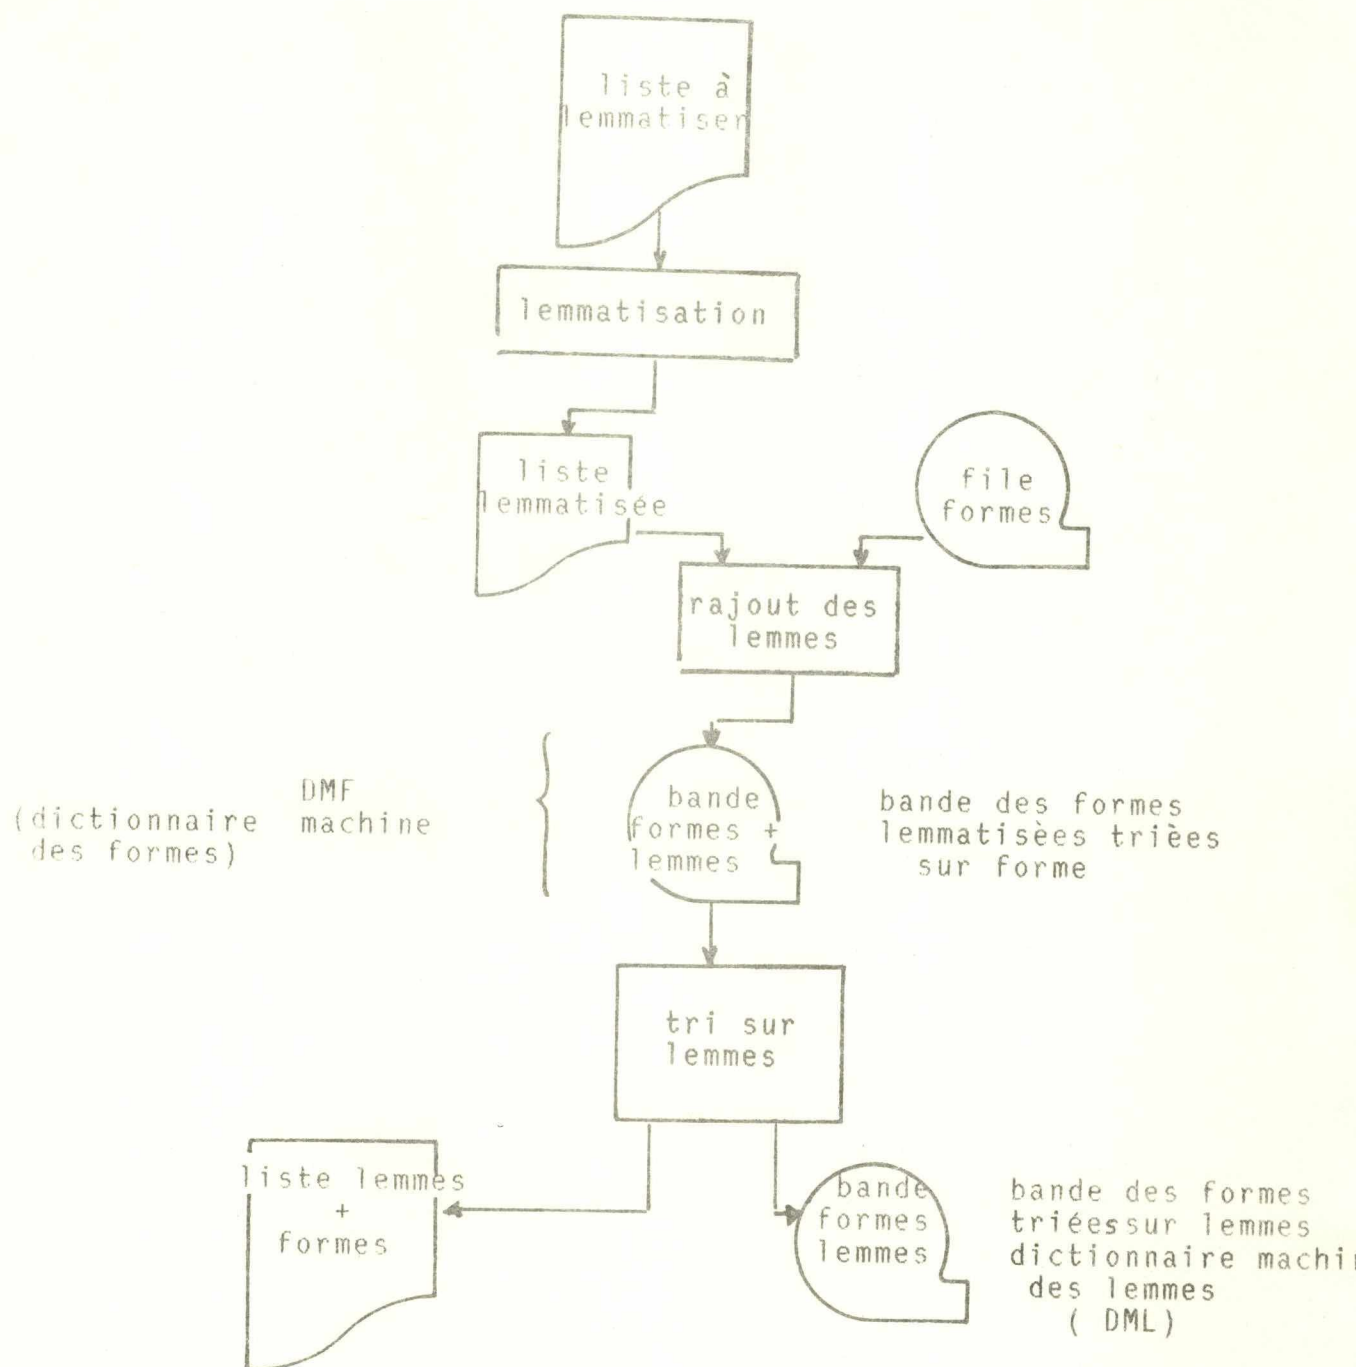 liste à
lemmatiser
lemmatisation
liste
lemmatisée
file
formes
rajout des
lemmes
DMF
(dictionnaire machine
des formes)
bande
formes +
lemmes
bande des formes
lemmatisèes trièes
sur forme
tri sur
lemmes
liste lemmes
+
formes
bande
formes
lemmes
bande des formes
triéessur lemmes
dictionnaire machin
des lemmes
( DML)